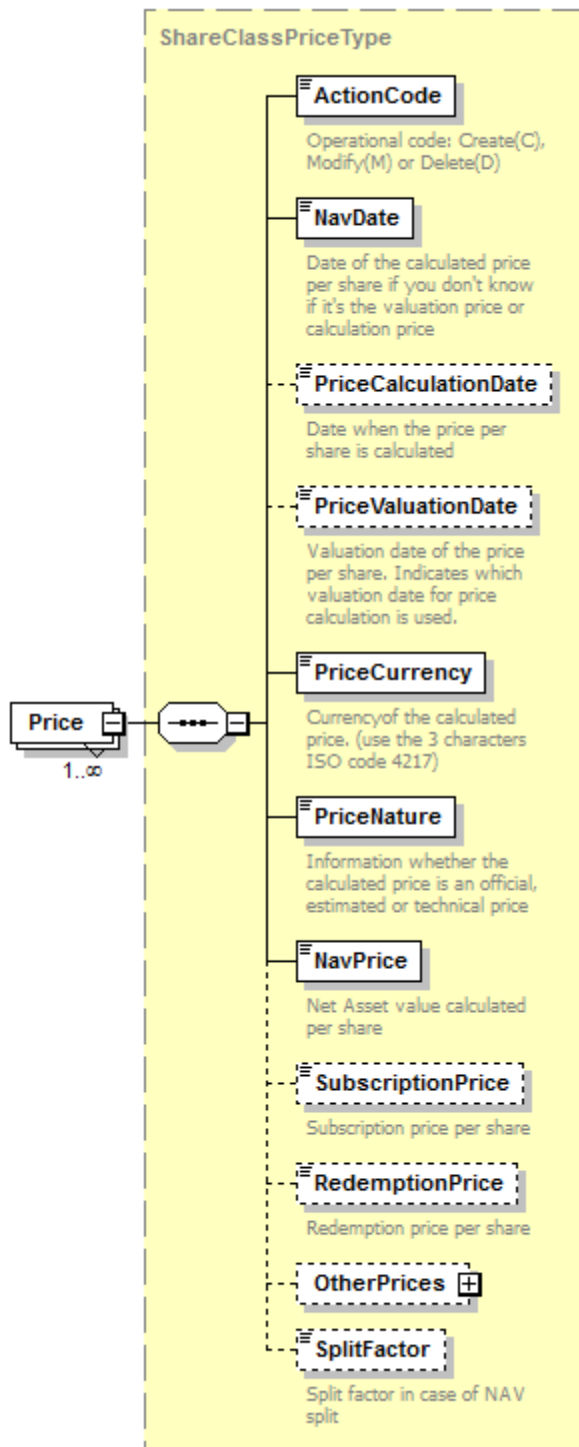 ShareClassPriceType
ActionCode
Operational code: Create(C),
Modify(M) or Delete(D)
NavDate
Date of the calculated price
per share if you don't know
if it's the valuation price or
calculation price
PriceCalculationDate
Date when the price per
share is calculated
PriceValuationDate
Valuation date of the price
per share. Indicates which
valuation date for price
calculation is used.
PriceCurrency
Currencyof the calculated
price. (use the 3 characters
ISO code 4217)
Price
1..∞
PriceNature
Information whether the
calculated price is an official,
estimated or technical price
NavPrice
Net Asset value calculated
per share
SubscriptionPrice
Subscription price per share
RedemptionPrice
Redemption price per share
OtherPrices
SplitFactor
Split factor in case of NAV
split